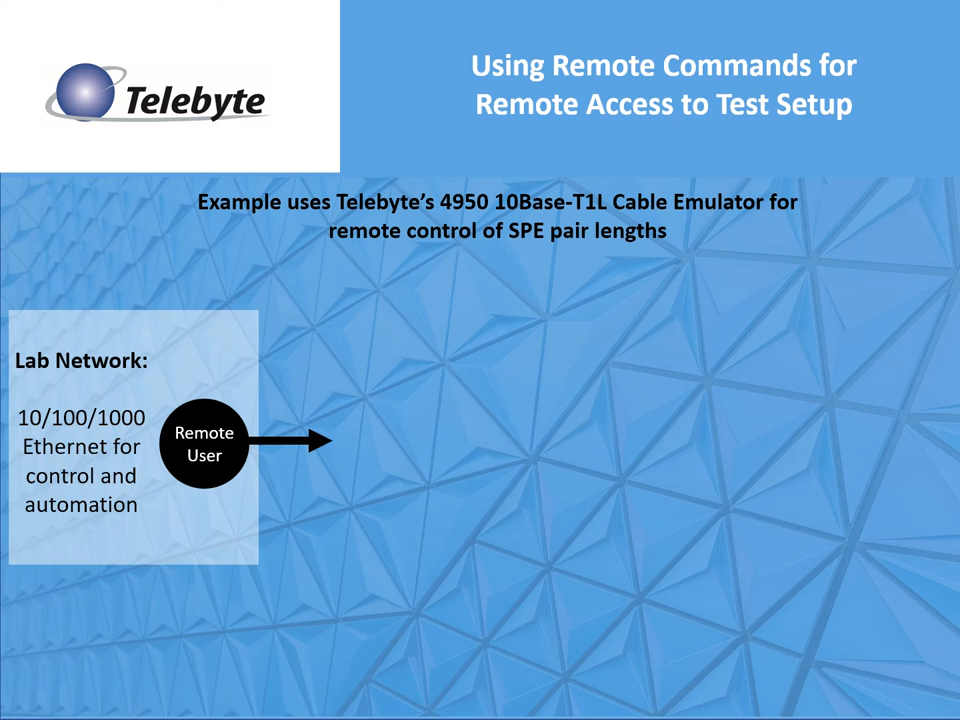 Telebyte
Using Remote Commands for
Remote Access to Test Setup
Example uses Telebyte’s 4950 10Base-T1L Cable Emulator for
remote control of SPE pair lengths
Lab Network:
10/100/1000
Ethernet for
control and
automation
Remote
User